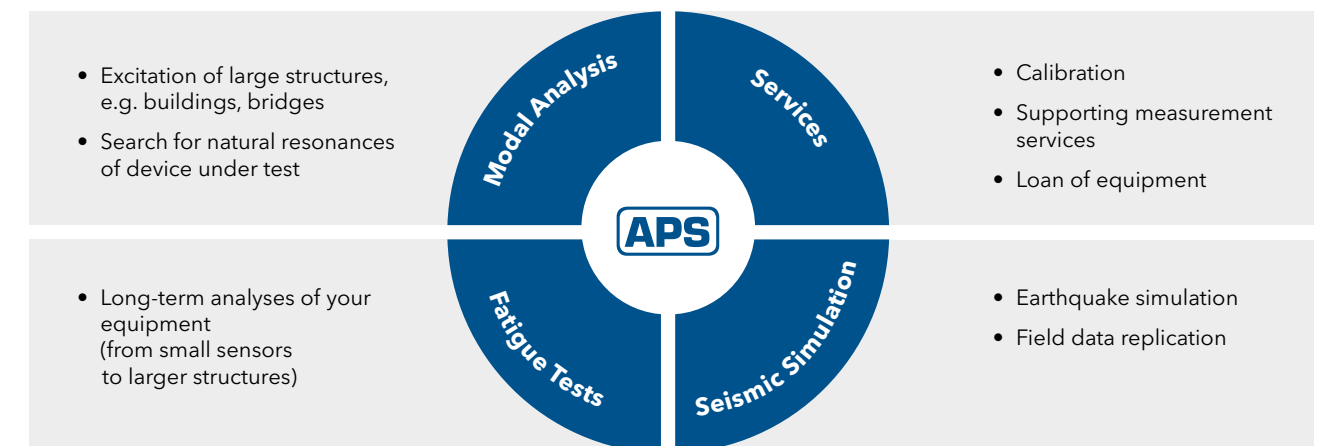 Modal Analysis
• Excitation of large structures,
e.g. buildings, bridges
• Search for natural resonances
of device under test
Services
• Calibration
• Supporting measurement
services
• Loan of equipment
APS
Fatigue Tests
• Long-term analyses of your
equipment
(from small sensors
to larger structures)
Seismic Simulation
• Earthquake simulation
• Field data replication